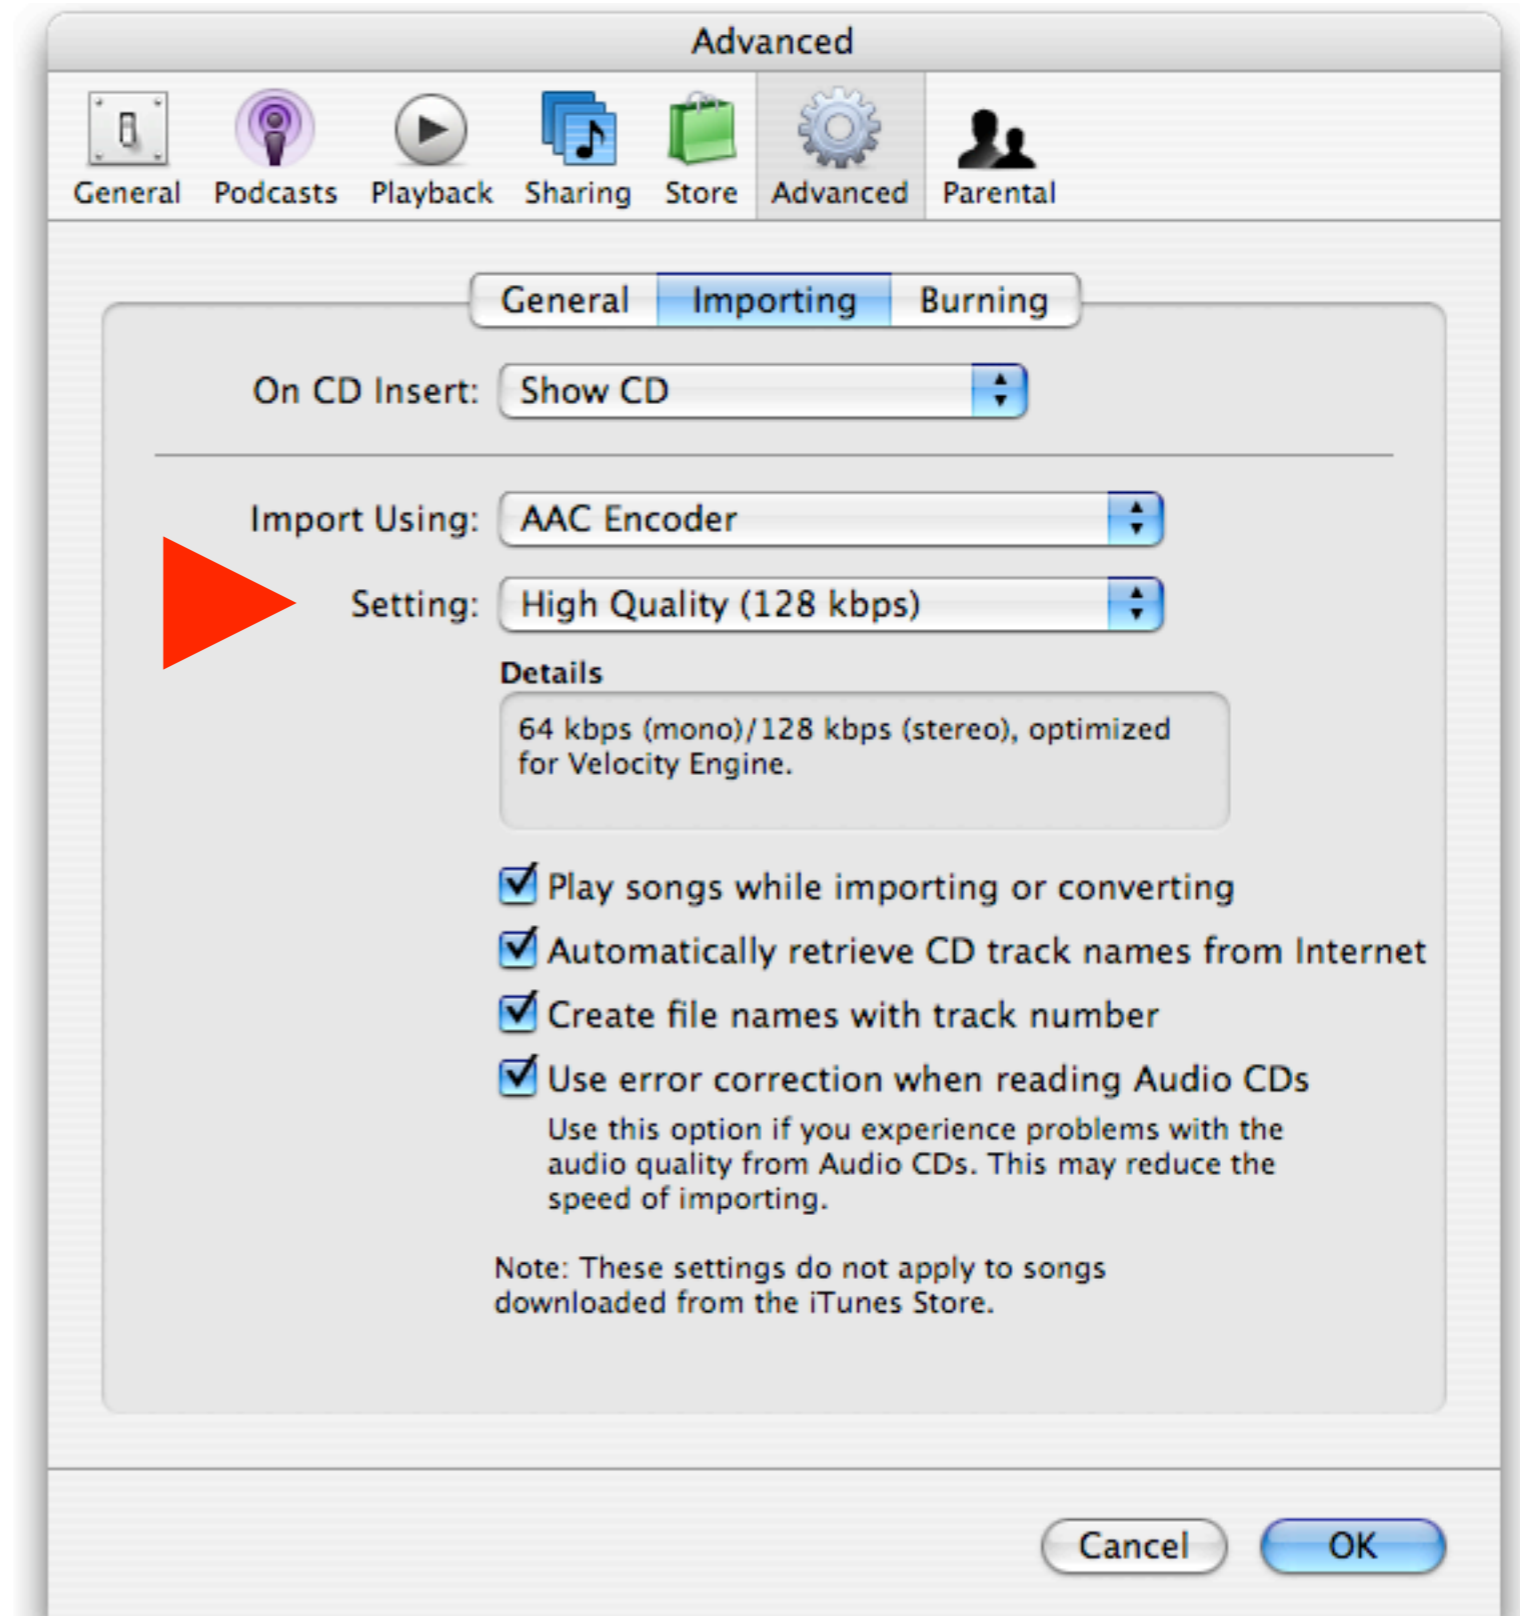 Advanced
General Podcasts Playback Sharing Store Advanced Parental
General Importing Burning
On CD Insert: Show CD
Import Using: AAC Encoder
Setting: High Quality (128 kbps)
Details
64 kbps (mono)/128 kbps (stereo), optimized
for Velocity Engine.
Play songs while importing or converting
Automatically retrieve CD track names from Internet
Create file names with track number
Use error correction when reading Audio CDs
Use this option if you experience problems with the
audio quality from Audio CDs. This may reduce the
speed of importing.
Note: These settings do not apply to songs
downloaded from the iTunes Store.
Cancel OK